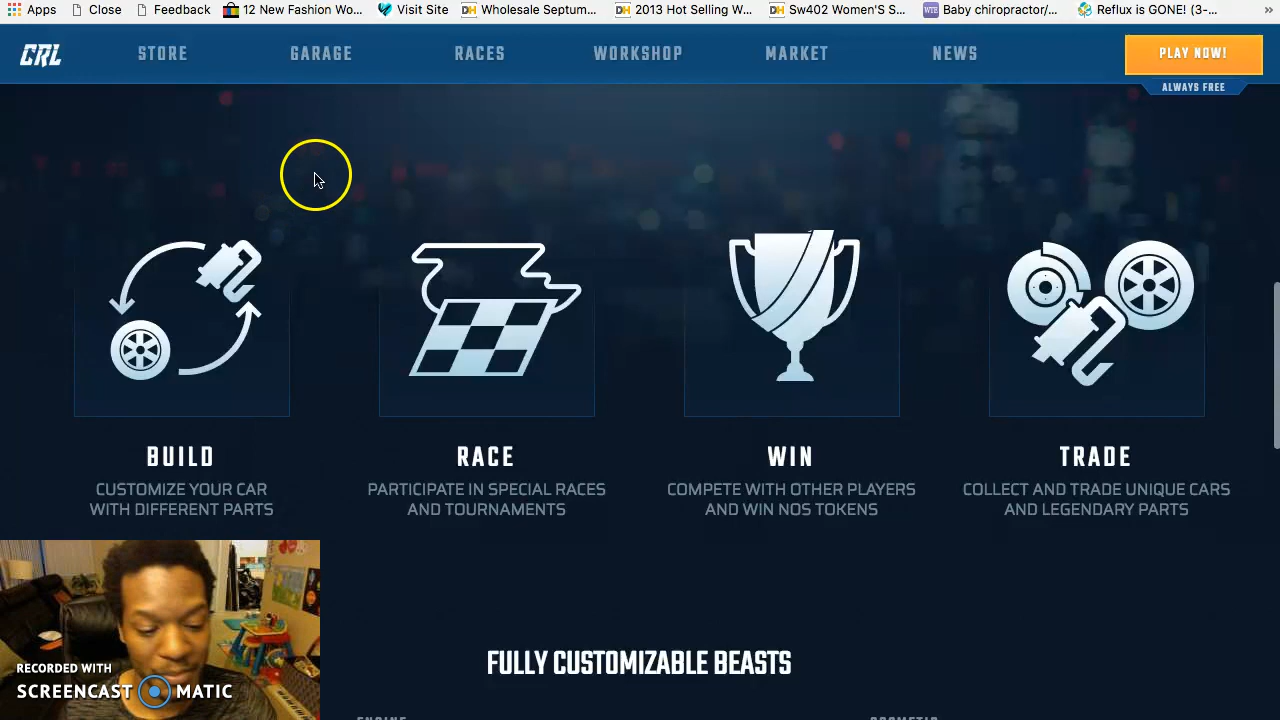 Apps Close Feedback 12 New Fashion Wo... Visit Site Wholesale Septum... 2013 Hot Selling W... Sw402 Women'S S... Baby chiropractor/... Reflux is GONE! (3-... »
CRL STORE GARAGE RACES WORKSHOP MARKET NEWS PLAY NOW!
ALWAYS FREE
BUILD RACE WIN TRADE
CUSTOMIZE YOUR CAR PARTICIPATE IN SPECIAL RACES COMPETE WITH OTHER PLAYERS COLLECT AND TRADE UNIQUE CARS
WITH DIFFERENT PARTS AND TOURNAMENTS AND WIN NOS TOKENS AND LEGENDARY PARTS
FULLY CUSTOMIZABLE BEASTS
RECORDED WITH
SCREENCAST MATIC
ENGINE COSMETIC